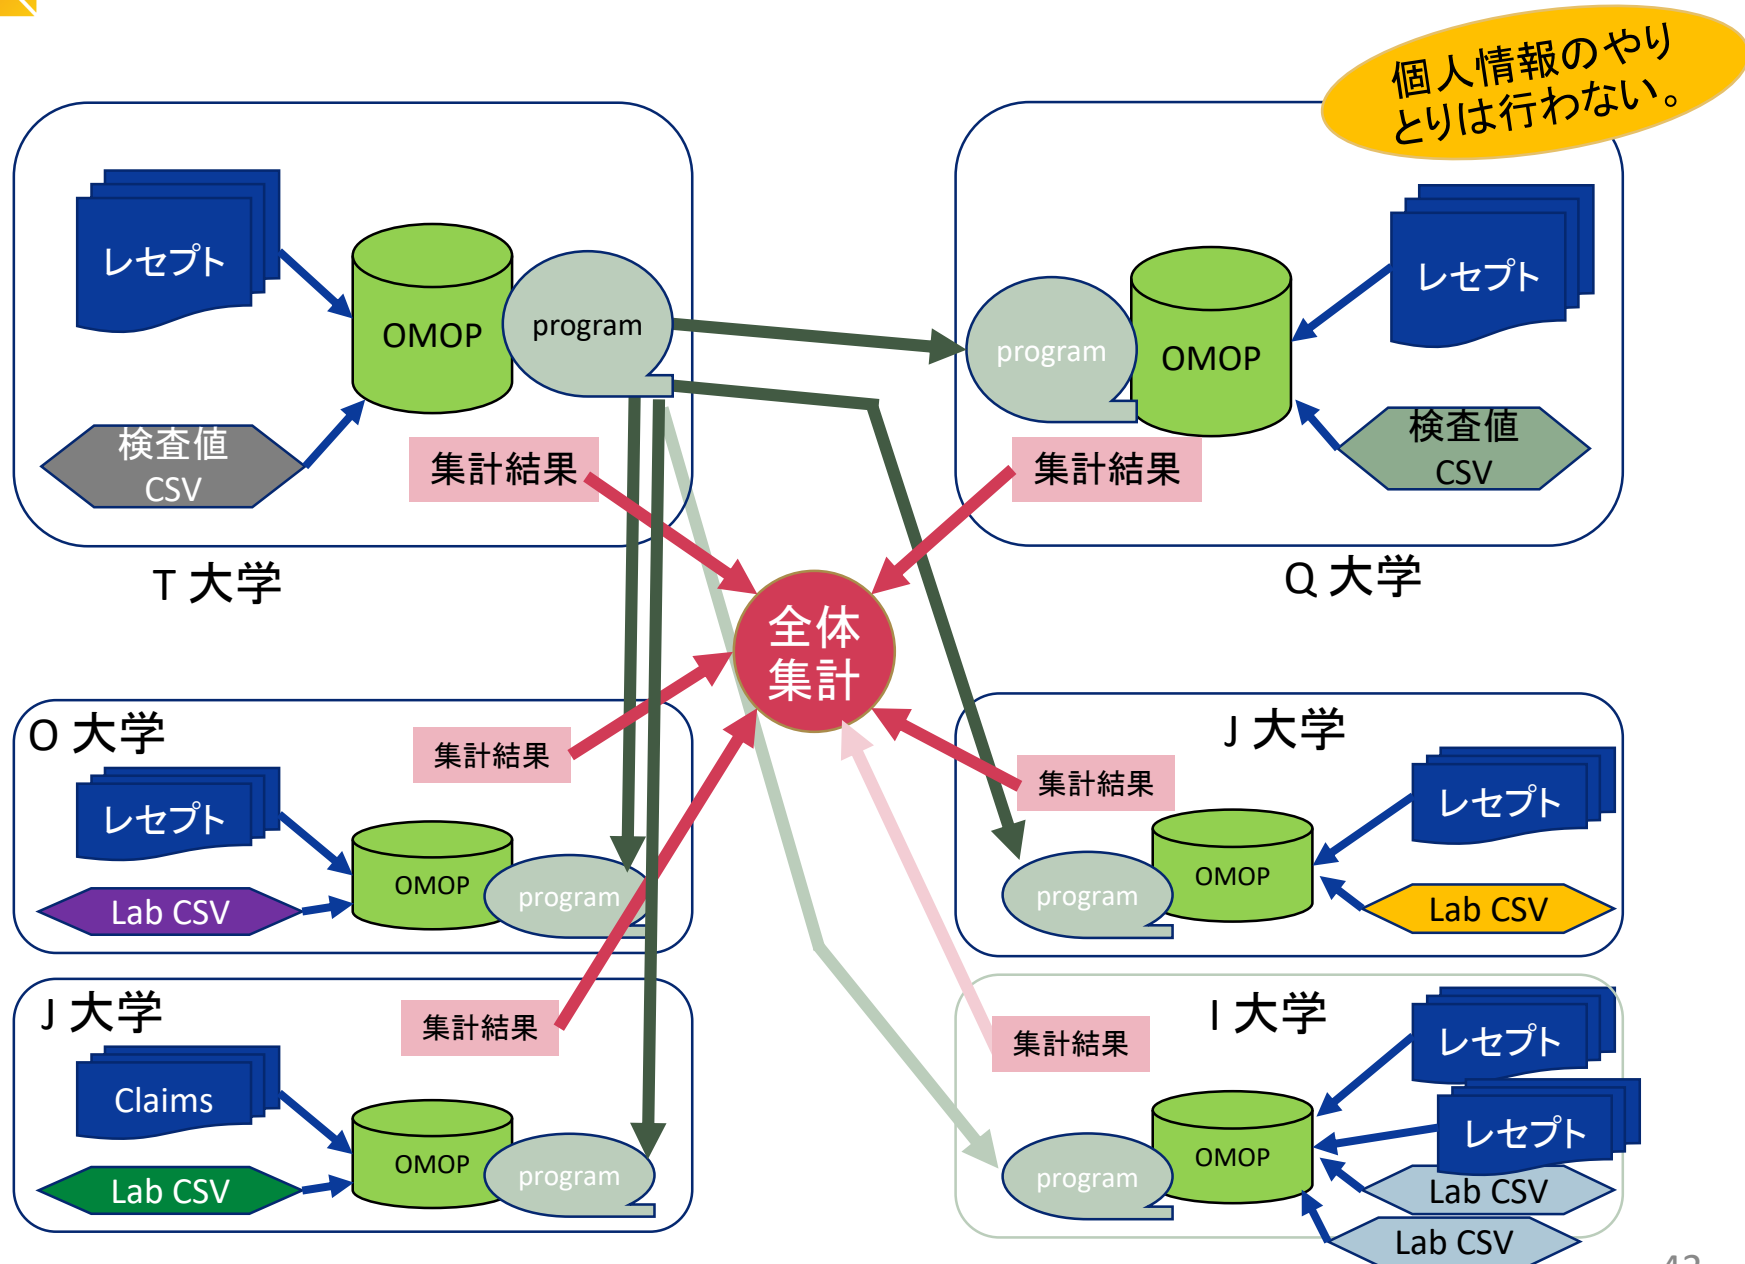 個人情報のやり
とりは行わない。
レセプト
OMOP
program
検査値
CSV
集計結果
T 大学
program
OMOP
レセプト
検査値
CSV
集計結果
Q 大学
全体
集計
O 大学
集計結果
レセプト
OMOP
program
Lab CSV
J 大学
集計結果
レセプト
program
OMOP
Lab CSV
J 大学
集計結果
Claims
OMOP
program
Lab CSV
I 大学
集計結果
レセプト
レセプト
program
OMOP
Lab CSV
Lab CSV